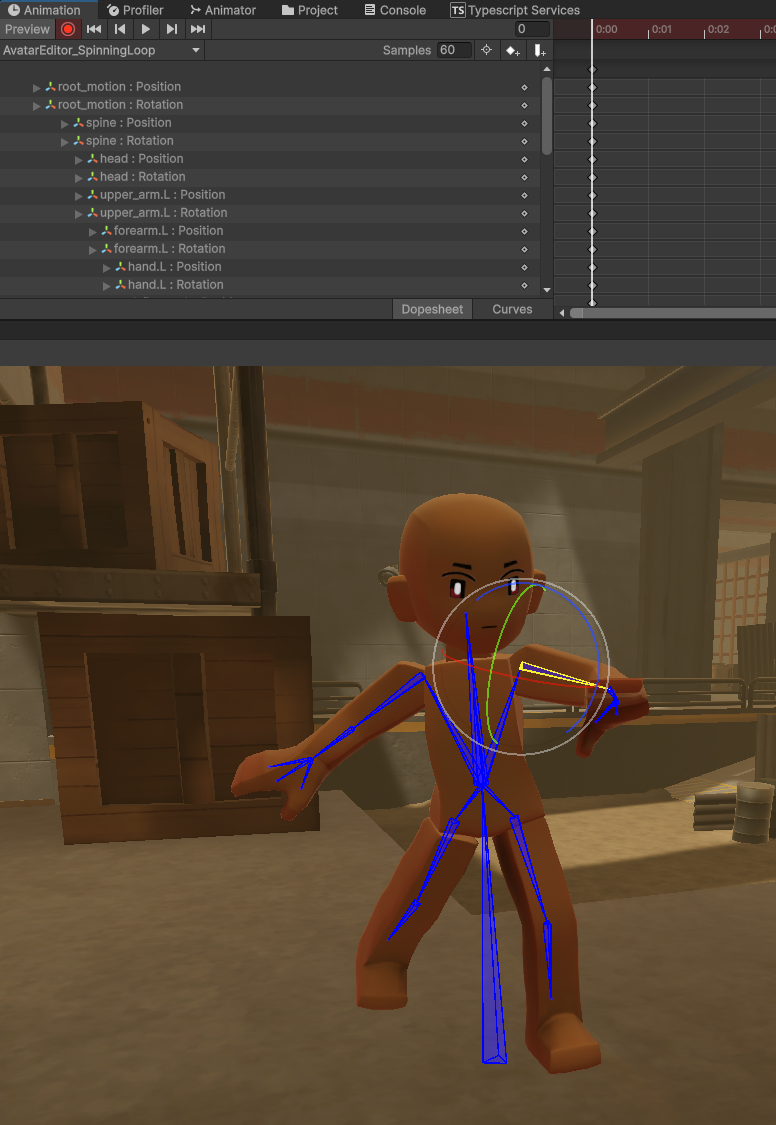 Animation Profiler Animator Project Console TS Typescript Services
Preview 0 0:00 0:01 0:02
AvatarEditor_SpinningLoop Samples 60
root_motion : Position
root_motion : Rotation
spine : Position
spine : Rotation
head : Position
head : Rotation
upper_arm.L : Position
upper_arm.L : Rotation
forearm.L : Position
forearm.L : Rotation
hand.L : Position
hand.L : Rotation
Dopesheet Curves